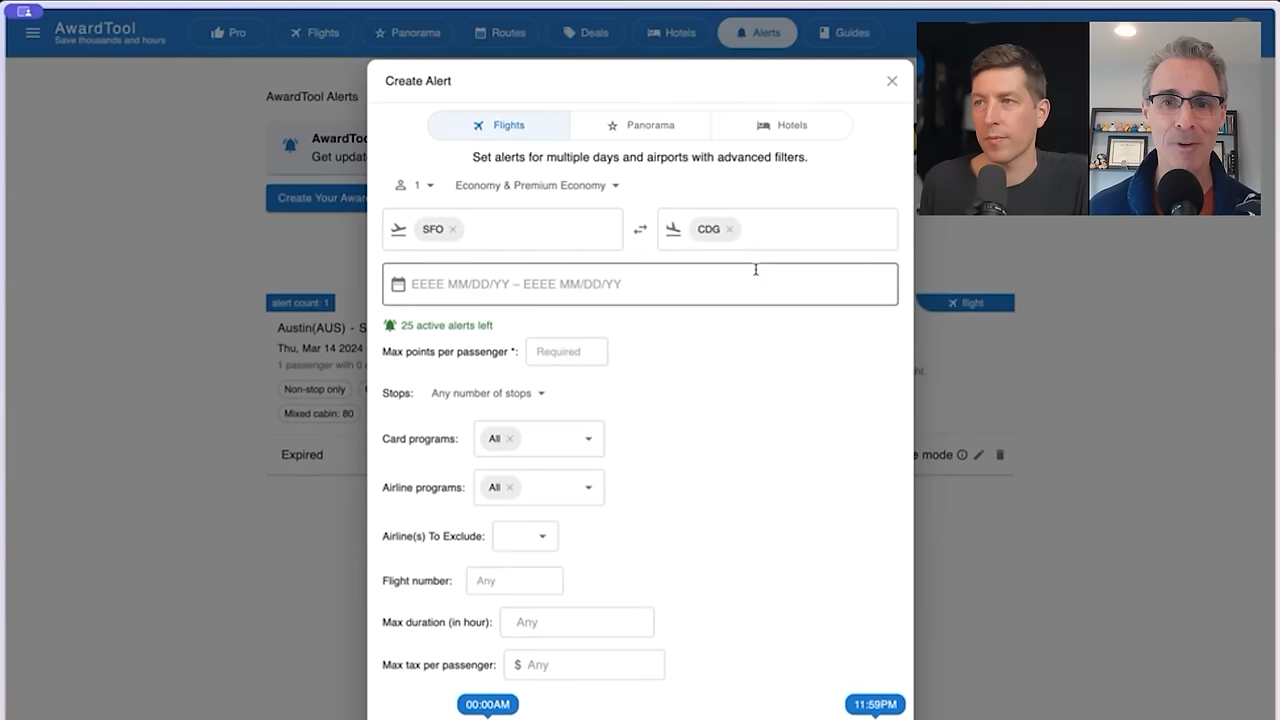 AwardTool
Save thousands and hours
Pro
Flights
Panorama
Routes
Deals
Hotels
Alerts
Guides
AwardTool Alerts
AwardToo
Get updat
Create Your Awar
alert count: 1
Austin(AUS) - S
Thu, Mar 14 2024
1 passenger with 0
Non-stop only
Mixed cabin: 80
Expired
flight
ht.
e mode
Create Alert
Flights
Panorama
Hotels
Set alerts for multiple days and airports with advanced filters.
1
Economy & Premium Economy
SFO
CDG
EEEE MM/DD/YY – EEEE MM/DD/YY
25 active alerts left
Max points per passenger *:
Required
Stops:
Any number of stops
Card programs:
All
Airline programs:
All
Airline(s) To Exclude:
Flight number:
Any
Max duration (in hour):
Any
Max tax per passenger:
$ Any
00:00AM
11:59PM